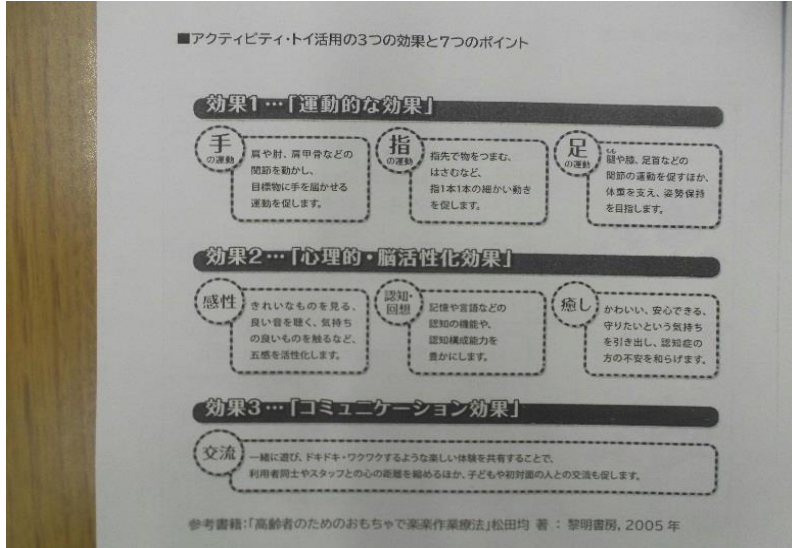 ■アクティビティ・トイ活用の3つの効果と7つのポイント
効果1…「運動的な効果」
手
の運動
肩や肘、肩甲骨などの
関節を動かし、
目標物に手を届かせる
運動を促します。
指
の運動
指先で物をつまむ、
はさむなど、
指1本1本の細かい動き
を促します。
足
の運動
もも
腿や膝、足首などの
関節の運動を促すほか、
体重を支え、姿勢保持
を目指します。
効果2…「心理的・脳活性化効果」
感性
きれいなものを見る、
良い音を聴く、気持ち
の良いものを触るなど、
五感を活性化します。
認知・
回想
記憶や言語などの
認知の機能や、
認知構成能力を
豊かにします。
癒し
かわいい、安心できる、
守りたいという気持ち
を引き出し、認知症の
方の不安を和らげます。
効果3…「コミュニケーション効果」
交流
一緒に遊び、ドキドキ・ワクワクするような楽しい体験を共有することで、
利用者同士やスタッフとの心の距離を縮めるほか、子どもや初対面の人との交流も促します。
参考書籍:「高齢者のためのおもちゃで楽楽作業療法」松田均 著 : 黎明書房, 2005 年